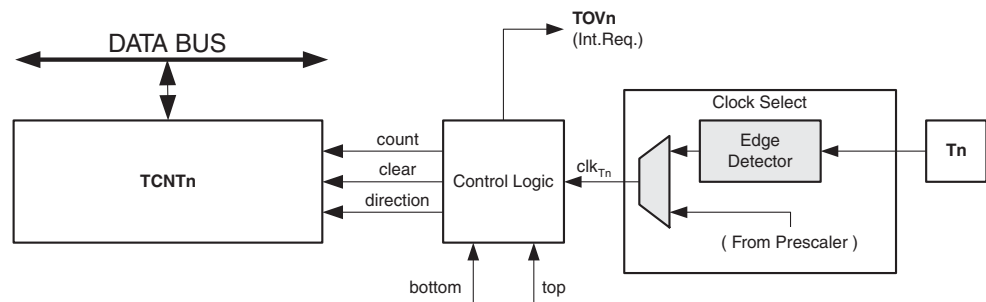 TOVn
(Int.Req.)
DATA BUS
Clock Select
Edge
Detector
Tn
TCNTn
count
clear
direction
Control Logic
clkTn
( From Prescaler )
bottom
top